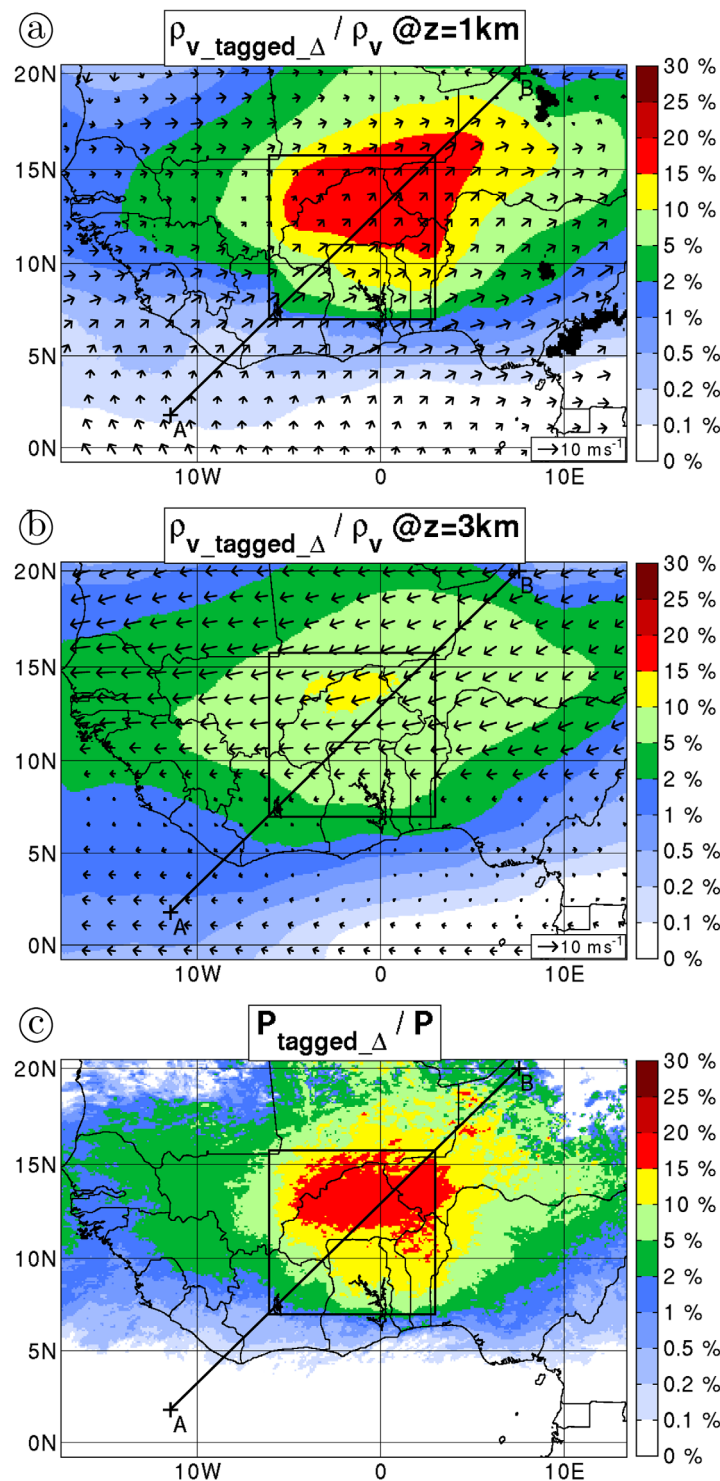 ⓐ ρv_tagged_Δ / ρv @z=1km
20N
15N
10N
5N
0N
10W 0 10E
A
B
→10 ms-1
30 %
25 %
20 %
15 %
10 %
5 %
2 %
1 %
0.5 %
0.2 %
0.1 %
0 %
ⓑ ρv_tagged_Δ / ρv @z=3km
20N
15N
10N
5N
0N
10W 0 10E
A
B
→10 ms-1
30 %
25 %
20 %
15 %
10 %
5 %
2 %
1 %
0.5 %
0.2 %
0.1 %
0 %
ⓒ Ptagged_Δ / P
20N
15N
10N
5N
0N
10W 0 10E
A
B
30 %
25 %
20 %
15 %
10 %
5 %
2 %
1 %
0.5 %
0.2 %
0.1 %
0 %